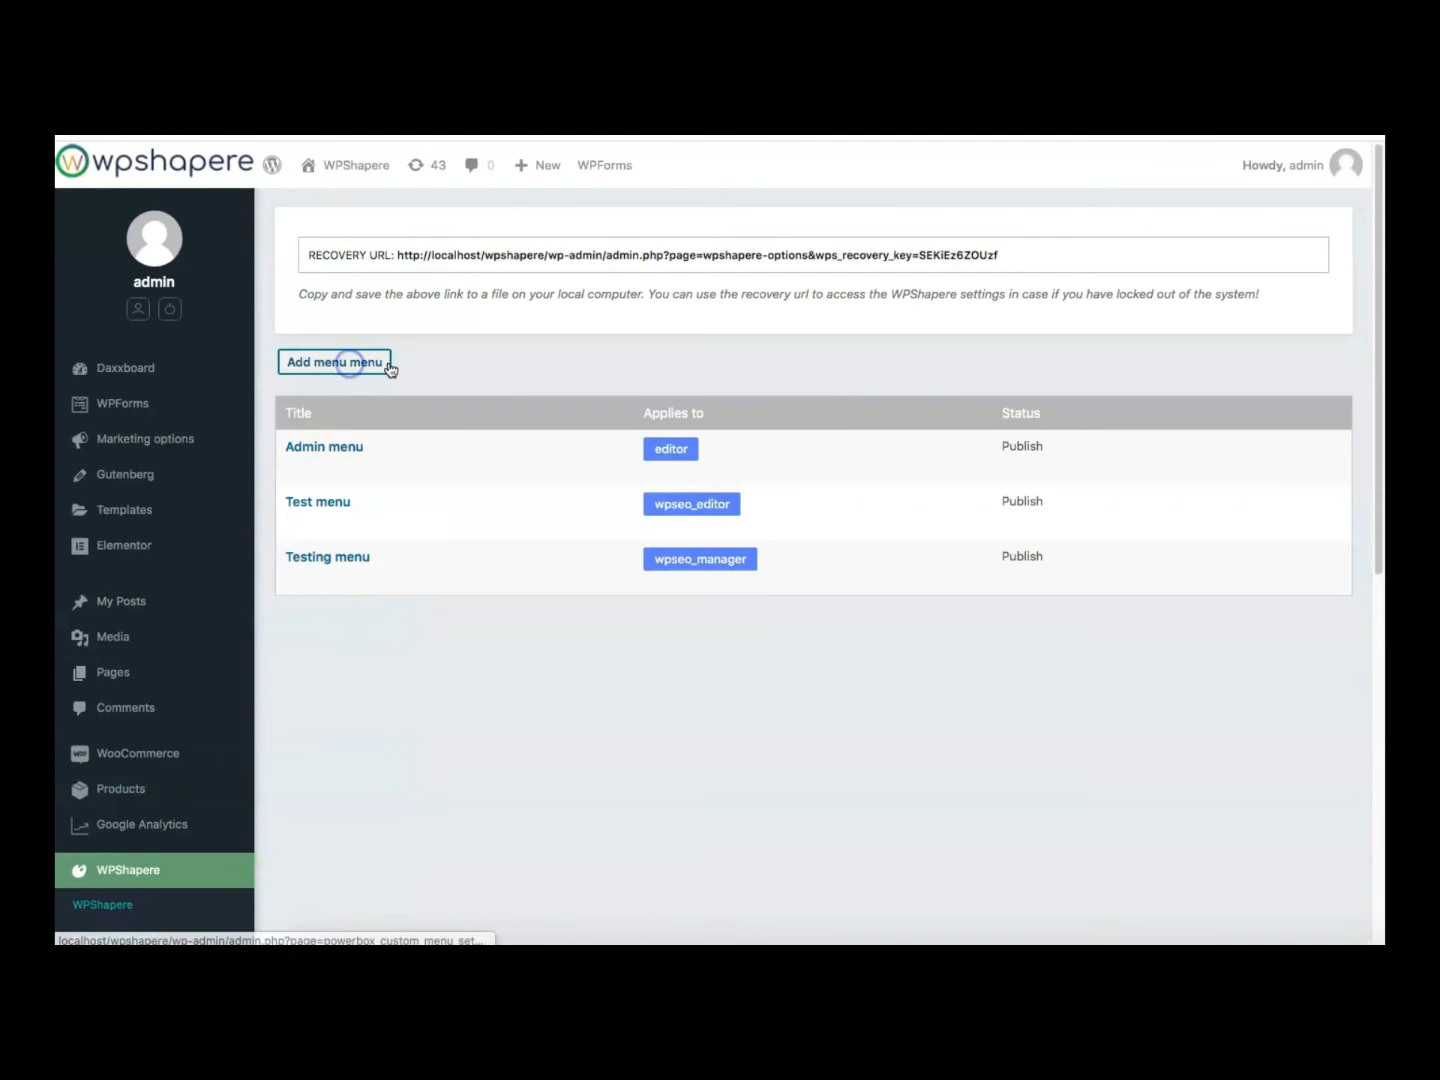 wpshapere WPShapere 43 0 New WPForms Howdy, admin
admin
RECOVERY URL: http://localhost/wpshapere/wp-admin/admin.php?page=wpshapere-options&wps_recovery_key=SEKiEz6ZOUzf
Copy and save the above link to a file on your local computer. You can use the recovery url to access the WPShapere settings in case if you have locked out of the system!
Add menu menu
Title Applies to Status
Admin menu editor Publish
Test menu wpseo_editor Publish
Testing menu wpseo_manager Publish
Daxxboard
WPForms
Marketing options
Gutenberg
Templates
Elementor
My Posts
Media
Pages
Comments
WooCommerce
Products
Google Analytics
WPShapere
WPShapere
localhost/wpshapere/wp-admin/admin.php?page=powerbox_custom_menu_set...